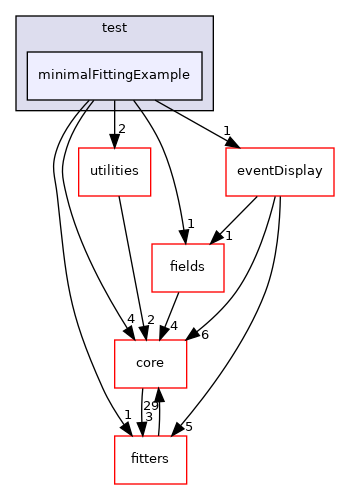 test
minimalFittingExample
2
1
utilities
eventDisplay
1
1
fields
4
2
4
6
core
29
3
1
5
fitters